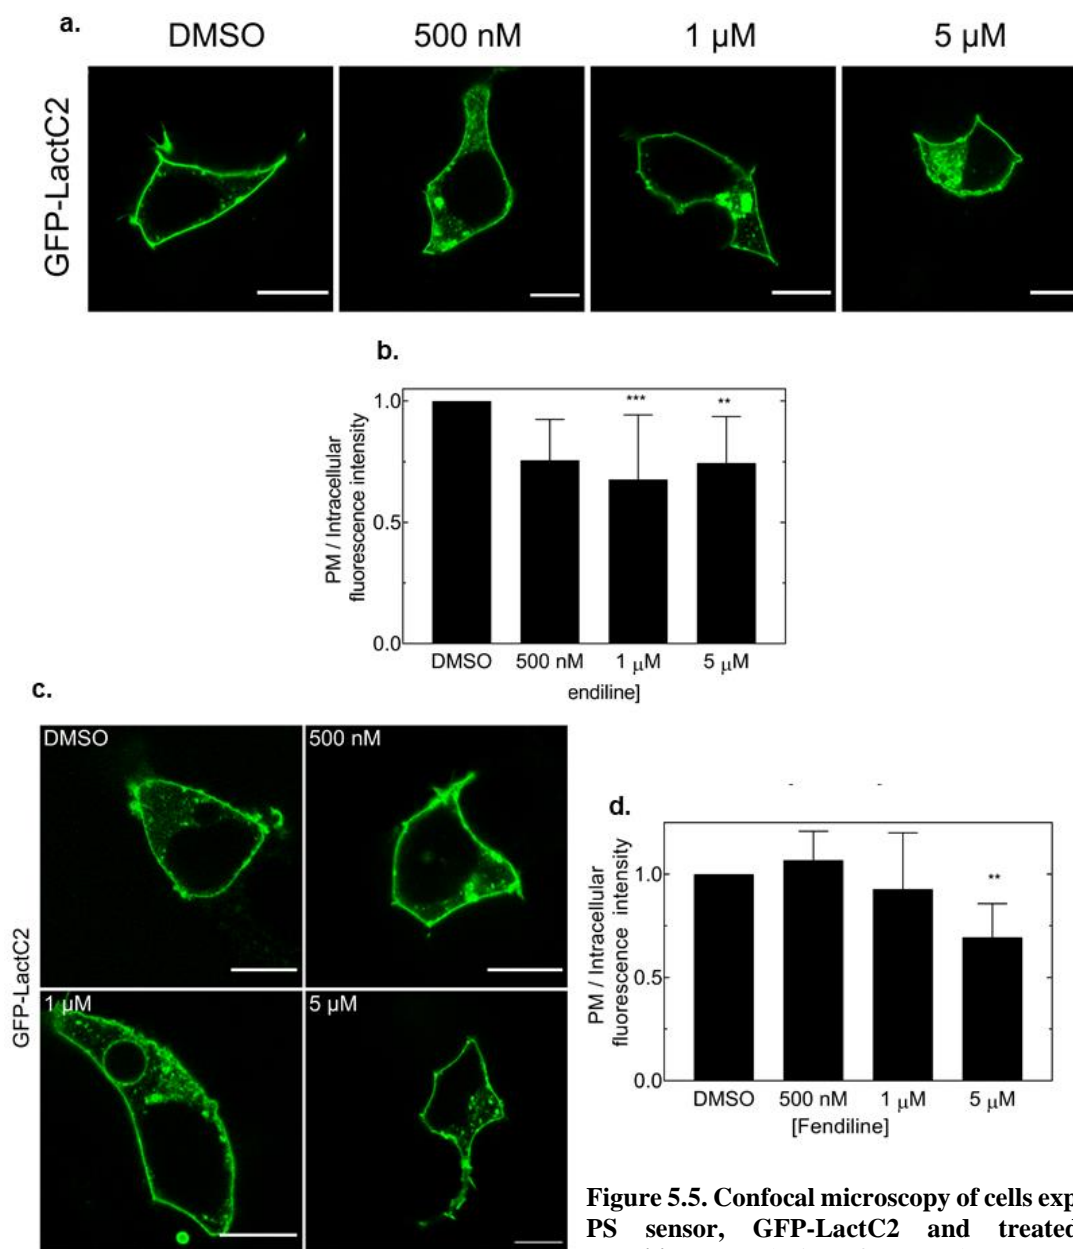 a.
DMSO 500 nM 1 µM 5 µM
GFP-LactC2
b.
PM / Intracellular
fluorescence intensity
1.0
0.5
0.0
*** **
DMSO 500 nM 1 µM 5 µM
endiline]
c.
DMSO 500 nM
1 µM 5 µM
GFP-LactC2
d.
PM / Intracellular
fluorescence intensity
1.0
0.5
0.0
**
DMSO 500 nM 1 µM 5 µM
[Fendiline]
Figure 5.5. Confocal microscopy of cells exp
PS sensor, GFP-LactC2 and treated